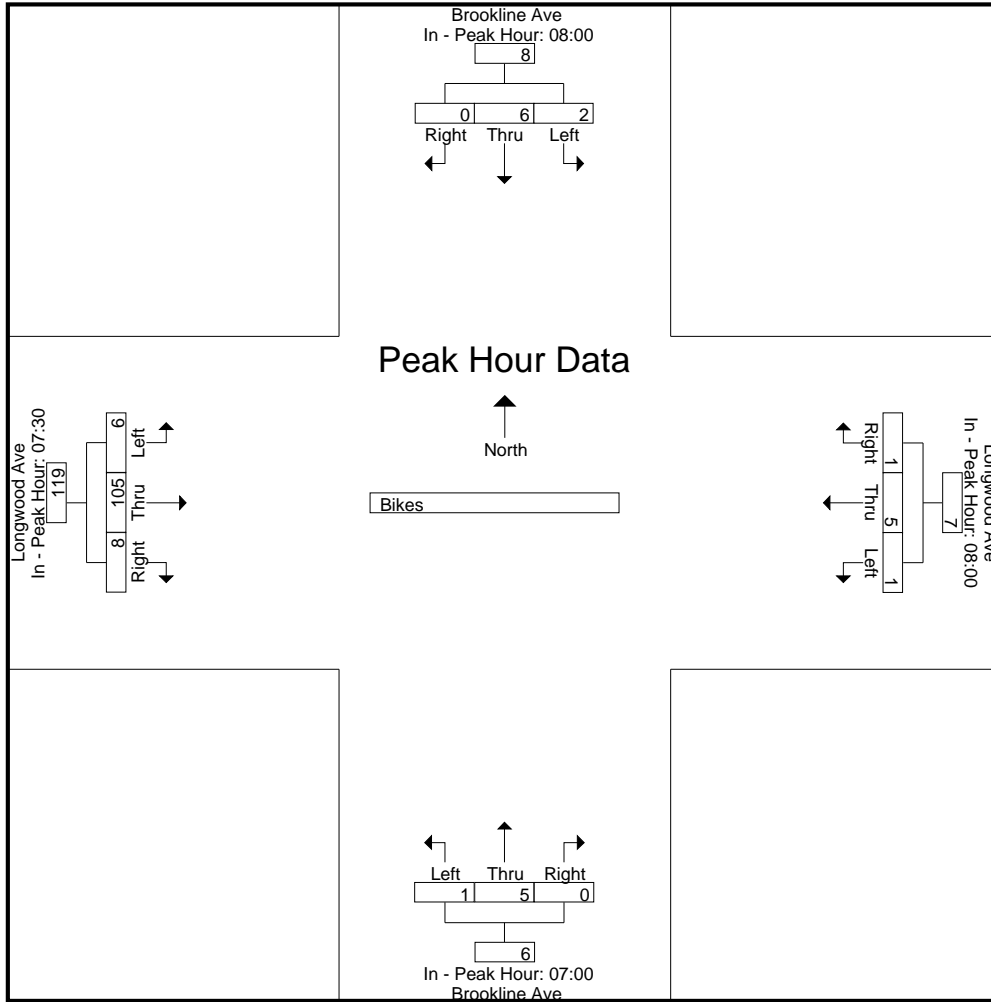 Brookline Ave
In - Peak Hour: 08:00
8
0 6 2
Right Thru Left
Peak Hour Data
North
Bikes
Longwood Ave
In - Peak Hour: 07:30
119
6 105 8
Left Thru Right
Longwood Ave
In - Peak Hour: 08:00
7
1 5 1
Right Thru Left
Left Thru Right
1 5 0
6
In - Peak Hour: 07:00
Brookline Ave